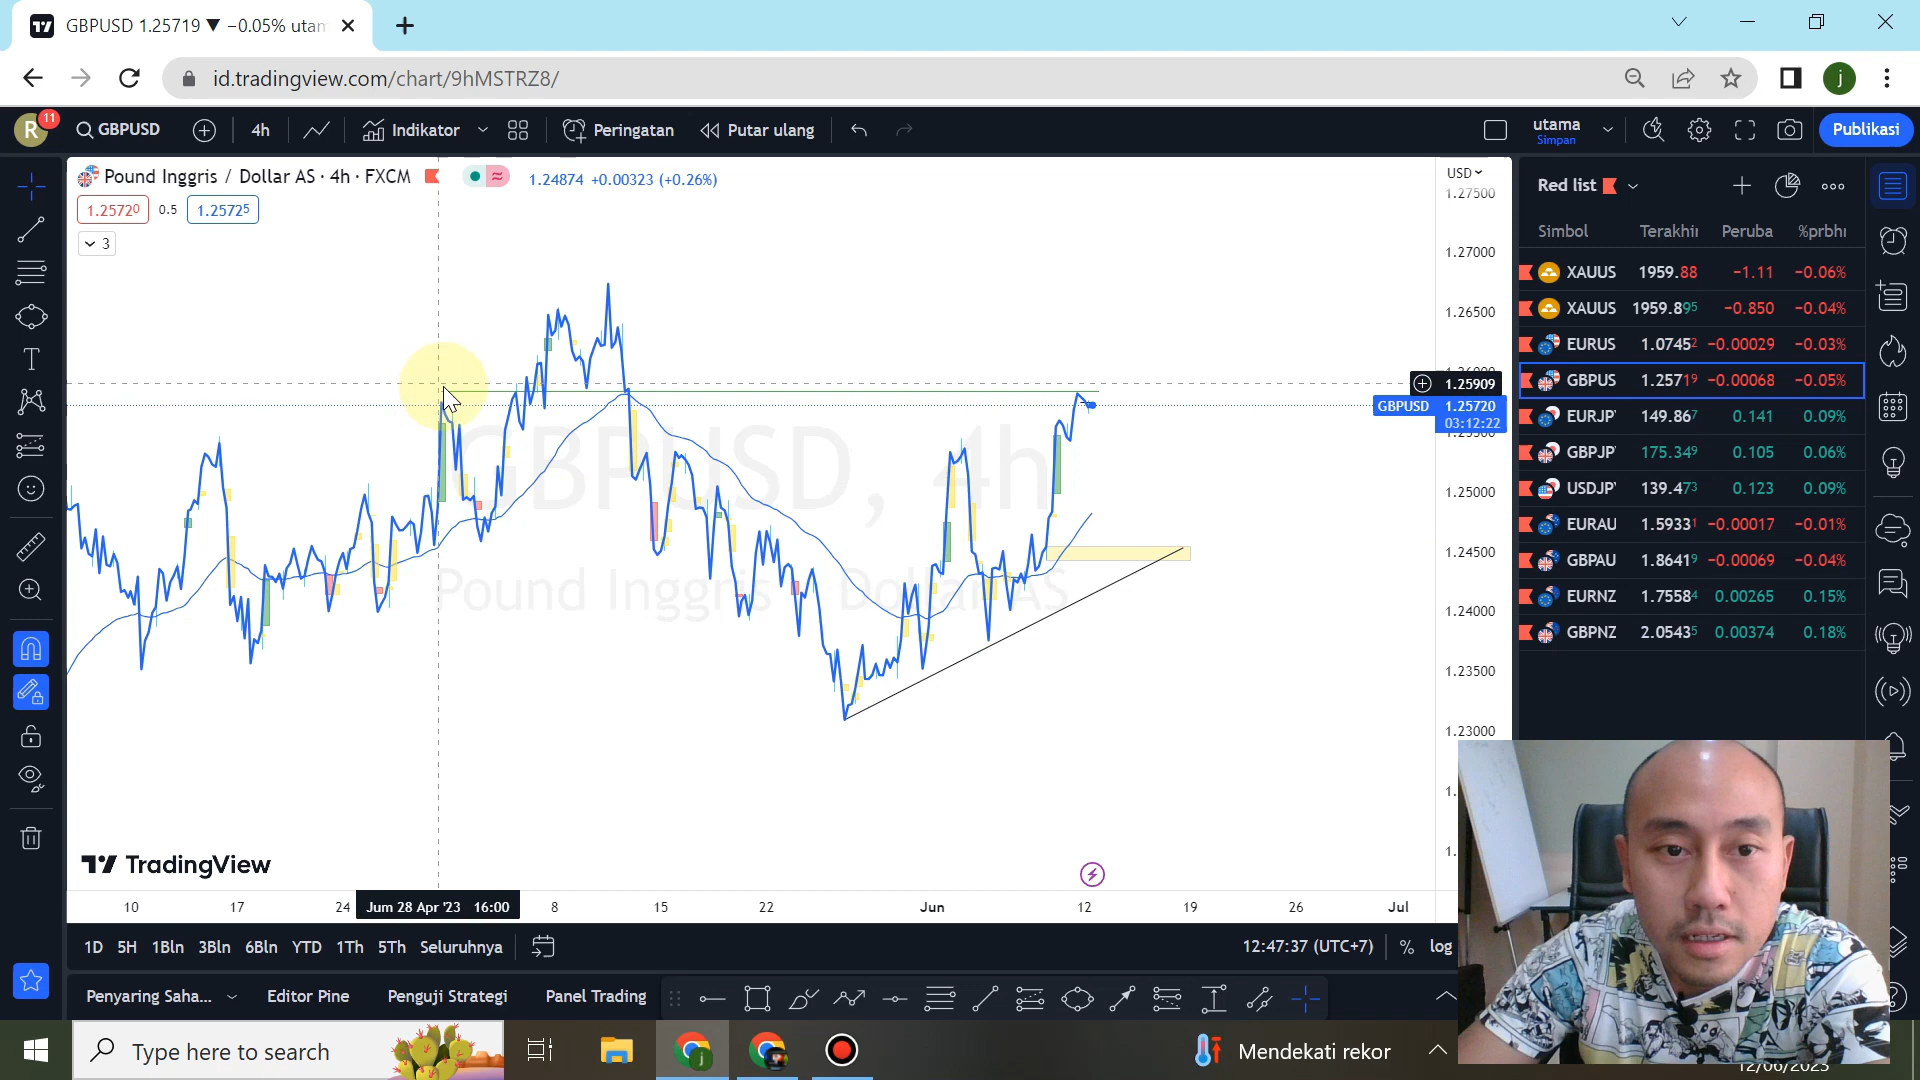 GBPUSD 1.25719 ▼ −0.05% utam
id.tradingview.com/chart/9hMSTRZ8/
j
R 11 GBPUSD 4h Indikator Peringatan Putar ulang utama Simpan Publikasi
Pound Inggris / Dollar AS · 4h · FXCM 1.24874 +0.00323 (+0.26%)
1.25720 0.5 1.25725
3
USD
1.27500
1.27000
1.26500
1.25909
GBPUSD 1.25720
03:12:22
1.25000
1.24500
1.24000
1.23500
1.23000
GBPUSD, 4h
Pound Inggris Dollar AS
TradingView
10 17 24 Jum 28 Apr '23 16:00 8 15 22 Jun 12 19 26 Jul
1D 5H 1Bln 3Bln 6Bln YTD 1Th 5Th Seluruhnya 12:47:37 (UTC+7) % log
Penyaring Saha... Editor Pine Penguji Strategi Panel Trading
Red list
Simbol Terakhir Peruba %prbhi
XAUUS 1959.88 −1.11 −0.06%
XAUUS 1959.895 −0.850 −0.04%
EURUS 1.07452 −0.00029 −0.03%
GBPUS 1.25719 −0.00068 −0.05%
EURJP 149.867 0.141 0.09%
GBPJP 175.349 0.105 0.06%
USDJP 139.473 0.123 0.09%
EURAU 1.59331 −0.00017 −0.01%
GBPAU 1.86419 −0.00069 −0.04%
EURNZ 1.75584 0.00265 0.15%
GBPNZ 2.05435 0.00374 0.18%
Type here to search
Mendekati rekor
12/06/2023